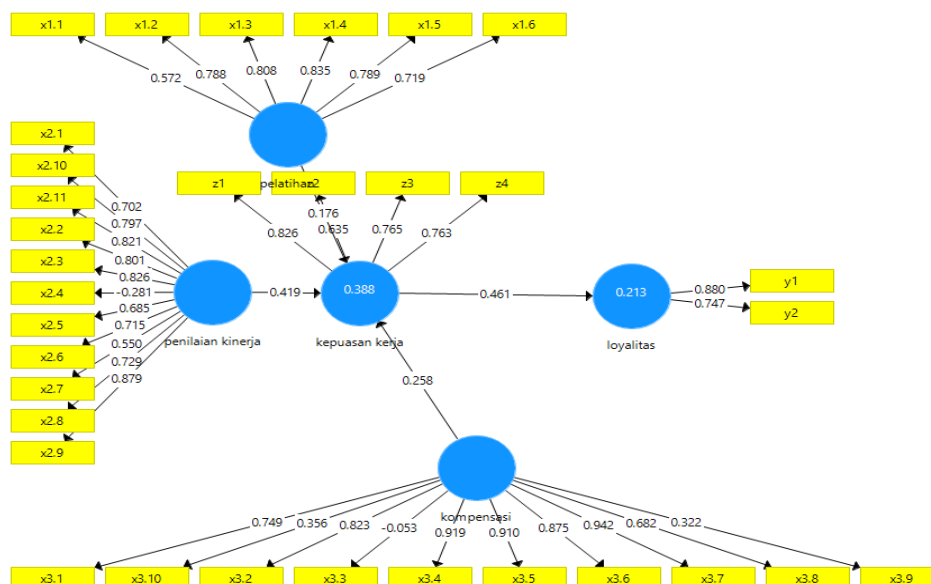 x1.1 x1.2 x1.3 x1.4 x1.5 x1.6
0.572 0.788 0.808 0.835 0.789 0.719
pelatihan
x2.1
x2.10
x2.11
x2.2
x2.3
x2.4
x2.5
x2.6
x2.7
x2.8
x2.9
0.702
0.797
0.821
0.801
0.826
-0.281
0.685
0.715
0.550
0.729
0.879
penilaian kinerja
z1 z2 z3 z4
0.176
0.826 0.635 0.765 0.763
0.419
0.388
kepuasan kerja
0.461
0.213
loyalitas
0.880
0.747
y1
y2
0.258
kompensasi
0.749 0.356 0.823 -0.053 0.919 0.910 0.875 0.942 0.682 0.322
x3.1 x3.10 x3.2 x3.3 x3.4 x3.5 x3.6 x3.7 x3.8 x3.9